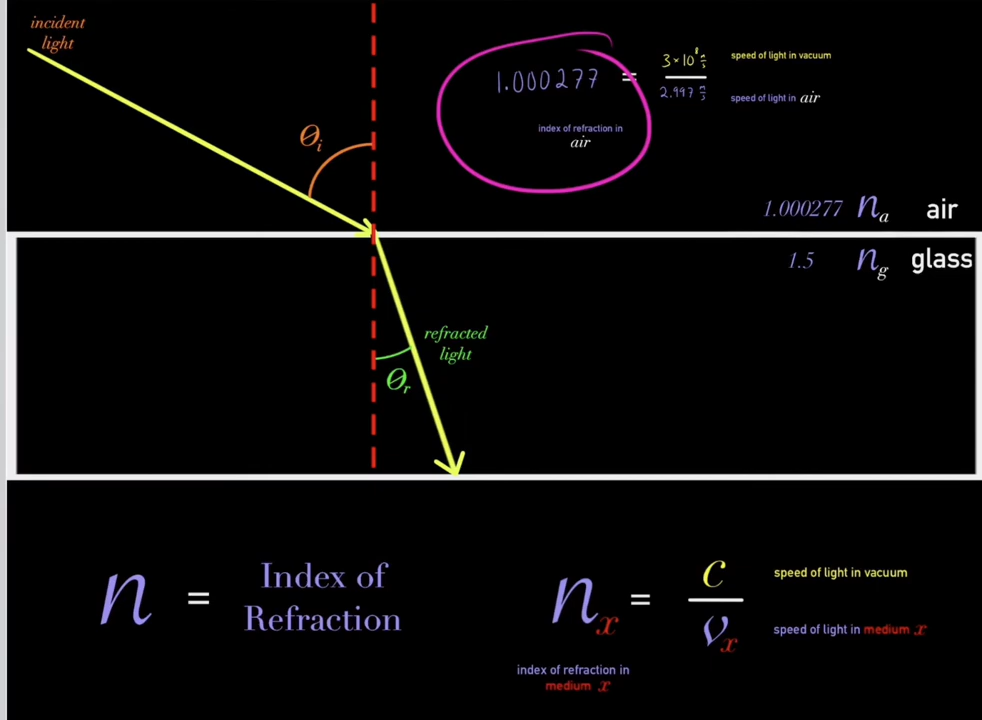 incident
light
θi
1.000277 = 3×10⁸ m/s
2.997 m/s
speed of light in vacuum
speed of light in air
index of refraction in
air
1.000277 na air
1.5 ng glass
refracted
light
θr
n = Index of
Refraction
nx = c
vx
speed of light in vacuum
speed of light in medium x
index of refraction in
medium x